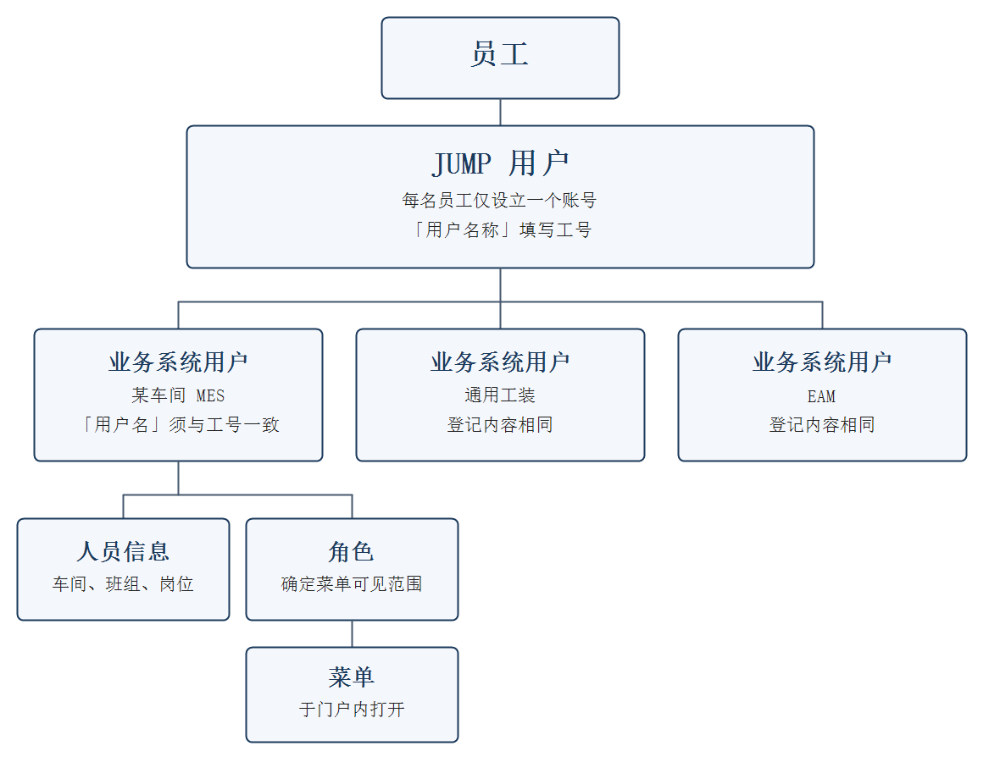 员工
JUMP 用户
每名员工仅设立一个账号
「用户名称」填写工号
业务系统用户
某车间 MES
「用户名」须与工号一致
业务系统用户
通用工装
登记内容相同
业务系统用户
EAM
登记内容相同
人员信息
车间、班组、岗位
角色
确定菜单可见范围
菜单
于门户内打开